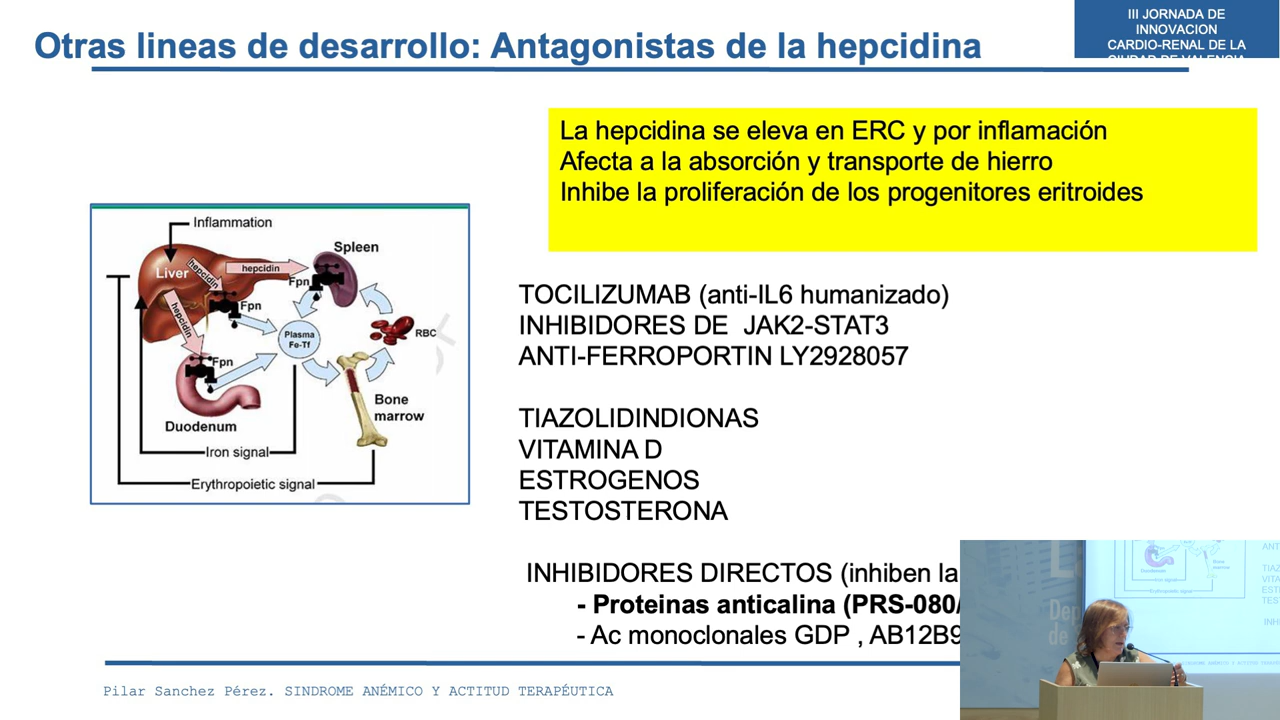 Otras lineas de desarrollo: Antagonistas de la hepcidina
III JORNADA DE
INNOVACION
CARDIO-RENAL DE LA
CIUDAD DE VALENCIA
La hepcidina se eleva en ERC y por inflamación
Afecta a la absorción y transporte de hierro
Inhibe la proliferación de los progenitores eritroides
Inflammation
Spleen
Liver
hepcidin
hepcidin
hepcidin
Fpn
Fpn
Fpn
Plasma
Fe-Tf
RBC
Bone
marrow
Duodenum
Iron signal
Erythropoietic signal
TOCILIZUMAB (anti-IL6 humanizado)
INHIBIDORES DE JAK2-STAT3
ANTI-FERROPORTIN LY2928057
TIAZOLIDINDIONAS
VITAMINA D
ESTROGENOS
TESTOSTERONA
INHIBIDORES DIRECTOS (inhiben la
- Proteinas anticalina (PRS-080
- Ac monoclonales GDP , AB12B9
Pilar Sanchez Pérez. SINDROME ANÉMICO Y ACTITUD TERAPÉUTICA